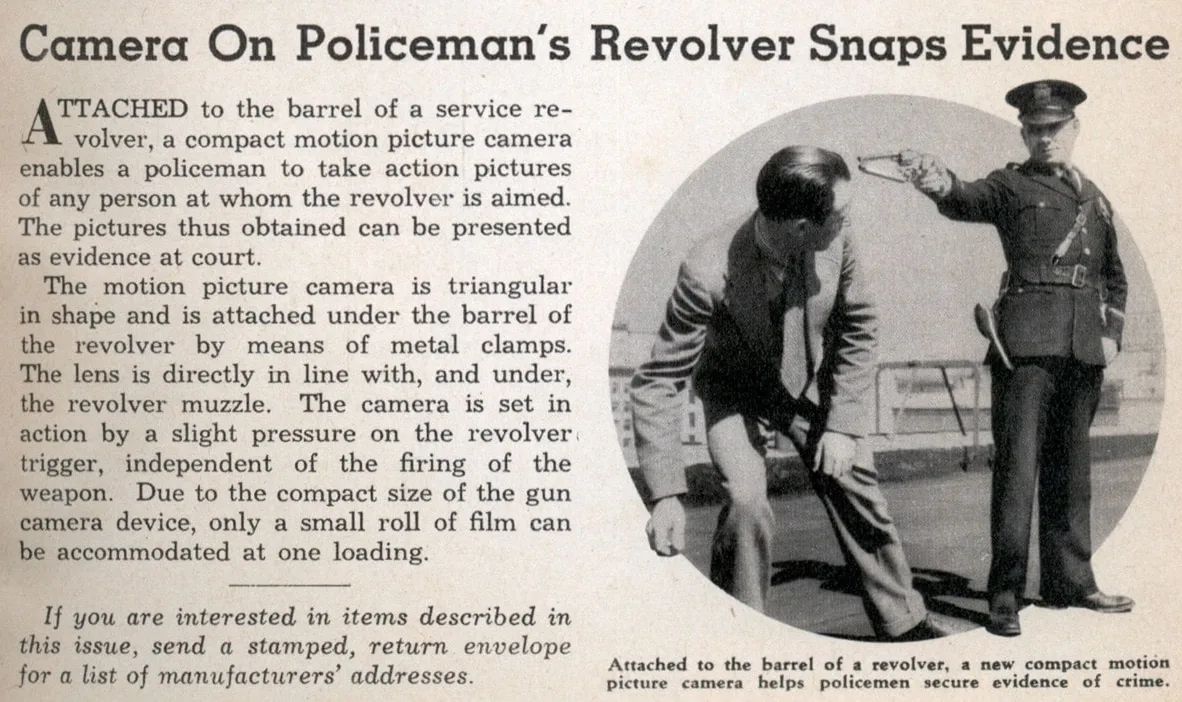 Camera On Policeman's Revolver Snaps Evidence
ATTACHED to the barrel of a service re-
volver, a compact motion picture camera
enables a policeman to take action pictures
of any person at whom the revolver is aimed.
The pictures thus obtained can be presented
as evidence at court.
The motion picture camera is triangular
in shape and is attached under the barrel of
the revolver by means of metal clamps.
The lens is directly in line with, and under,
the revolver muzzle. The camera is set in
action by a slight pressure on the revolver
trigger, independent of the firing of the
weapon. Due to the compact size of the gun
camera device, only a small roll of film can
be accommodated at one loading.
If you are interested in items described in
this issue, send a stamped, return envelope
for a list of manufacturers' addresses.
Attached to the barrel of a revolver, a new compact motion
picture camera helps policemen secure evidence of crime.